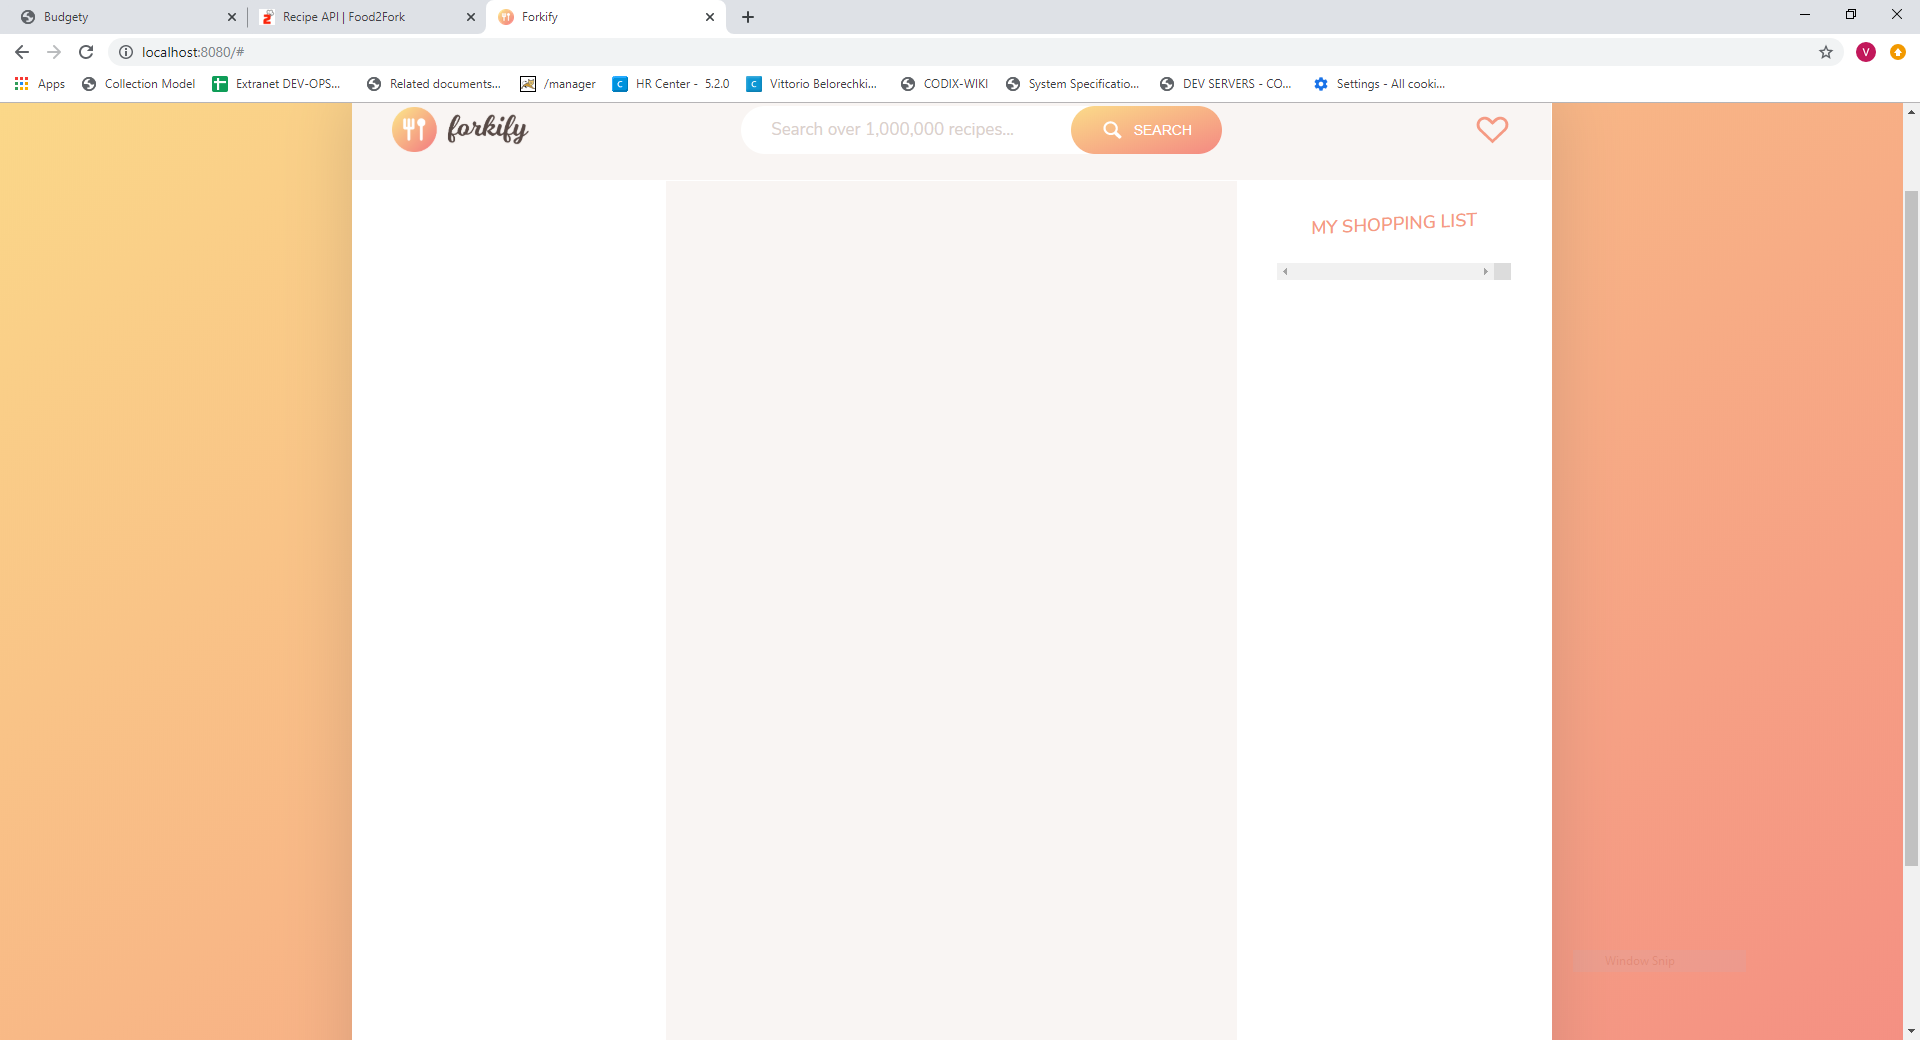 Budgety
Recipe API | Food2Fork
Forkify
localhost:8080/#
Apps
Collection Model
Extranet DEV-OPS...
Related documents...
/manager
HR Center - 5.2.0
Vittorio Belorechki...
CODIX-WIKI
System Specificatio...
DEV SERVERS - CO...
Settings - All cooki...
V
forkify
Search over 1,000,000 recipes...
SEARCH
MY SHOPPING LIST
Window Snip